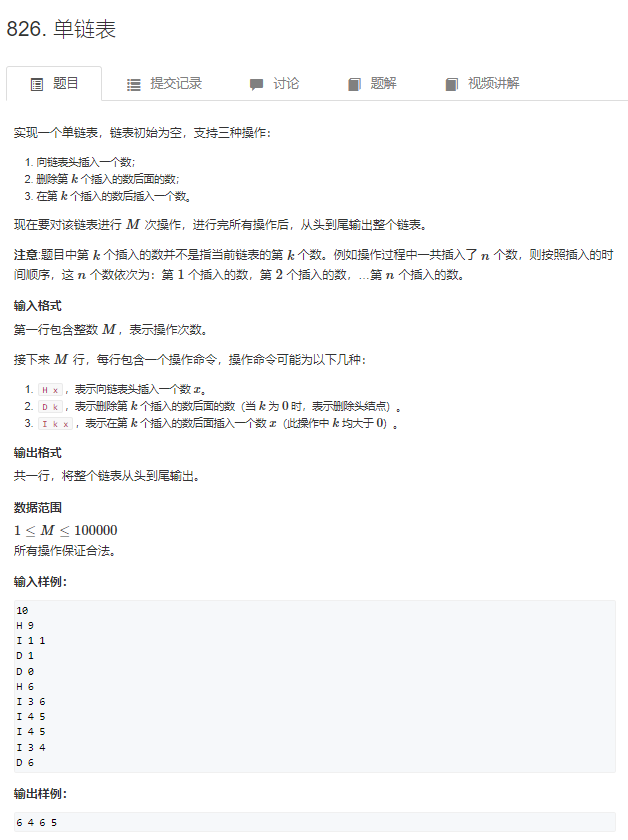 826. 单链表
题目 提交记录 讨论 题解 视频讲解
实现一个单链表，链表初始为空，支持三种操作：
1. 向链表头插入一个数；
2. 删除第 k 个插入的数后面的数；
3. 在第 k 个插入的数后插入一个数。
现在要对该链表进行 M 次操作，进行完所有操作后，从头到尾输出整个链表。
注意:题目中第 k 个插入的数并不是指当前链表的第 k 个数。例如操作过程中一共插入了 n 个数，则按照插入的时
间顺序，这 n 个数依次为：第 1 个插入的数，第 2 个插入的数，…第 n 个插入的数。
输入格式
第一行包含整数 M，表示操作次数。
接下来 M 行，每行包含一个操作命令，操作命令可能为以下几种：
1. H x，表示向链表头插入一个数 x。
2. D k，表示删除第 k 个插入的数后面的数（当 k 为 0 时，表示删除头结点）。
3. I k x，表示在第 k 个插入的数后面插入一个数 x（此操作中 k 均大于 0）。
输出格式
共一行，将整个链表从头到尾输出。
数据范围
1 ≤ M ≤ 100000
所有操作保证合法。
输入样例：
10
H 9
I 1 1
D 1
D 0
H 6
I 3 6
I 4 5
I 4 5
I 3 4
D 6
输出样例：
6 4 6 5